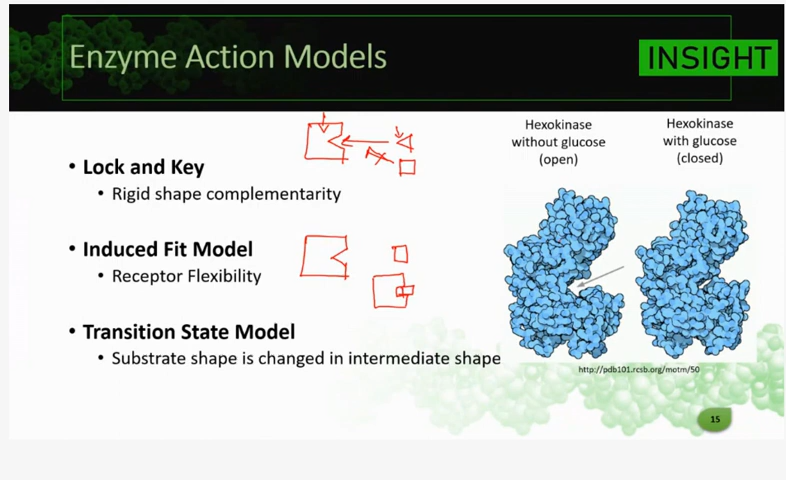 Enzyme Action Models
INSIGHT
• Lock and Key
• Rigid shape complementarity
• Induced Fit Model
• Receptor Flexibility
• Transition State Model
• Substrate shape is changed in intermediate shape
Hexokinase
without glucose
(open)
Hexokinase
with glucose
(closed)
http://pdb101.rcsb.org/motm/50
15